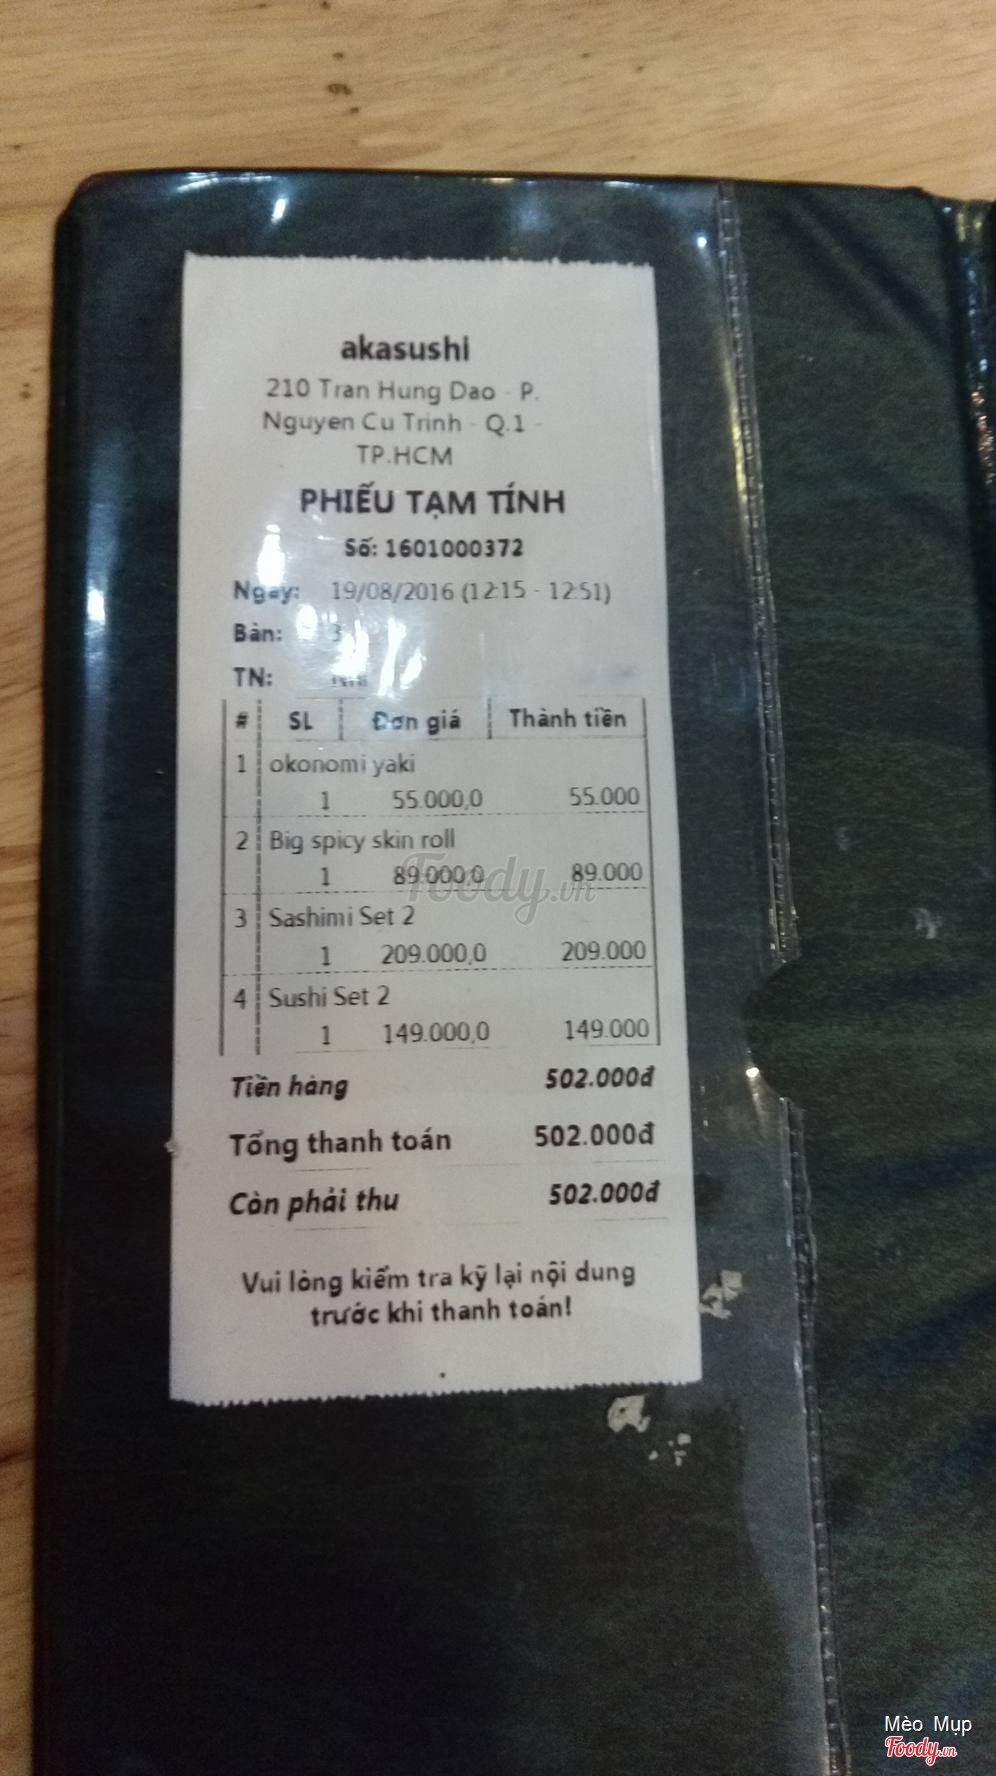 akasushi
210 Tran Hung Dao - P.
Nguyen Cu Trinh - Q.1 -
TP.HCM
PHIẾU TẠM TÍNH
Số: 1601000372
Ngày: 19/08/2016 (12:15 - 12:51)
Bàn: 3
TN:
# SL Đơn giá Thành tiền
1 okonomi yaki
1 55.000,0 55.000
2 Big spicy skin roll
1 89.000,0 89.000
Foody.vn
3 Sashimi Set 2
1 209.000,0 209.000
4 Sushi Set 2
1 149.000,0 149.000
Tiền hàng 502.000đ
Tổng thanh toán 502.000đ
Còn phải thu 502.000đ
Vui lòng kiểm tra kỹ lại nội dung
trước khi thanh toán!
Mèo Mụp
Foody.vn